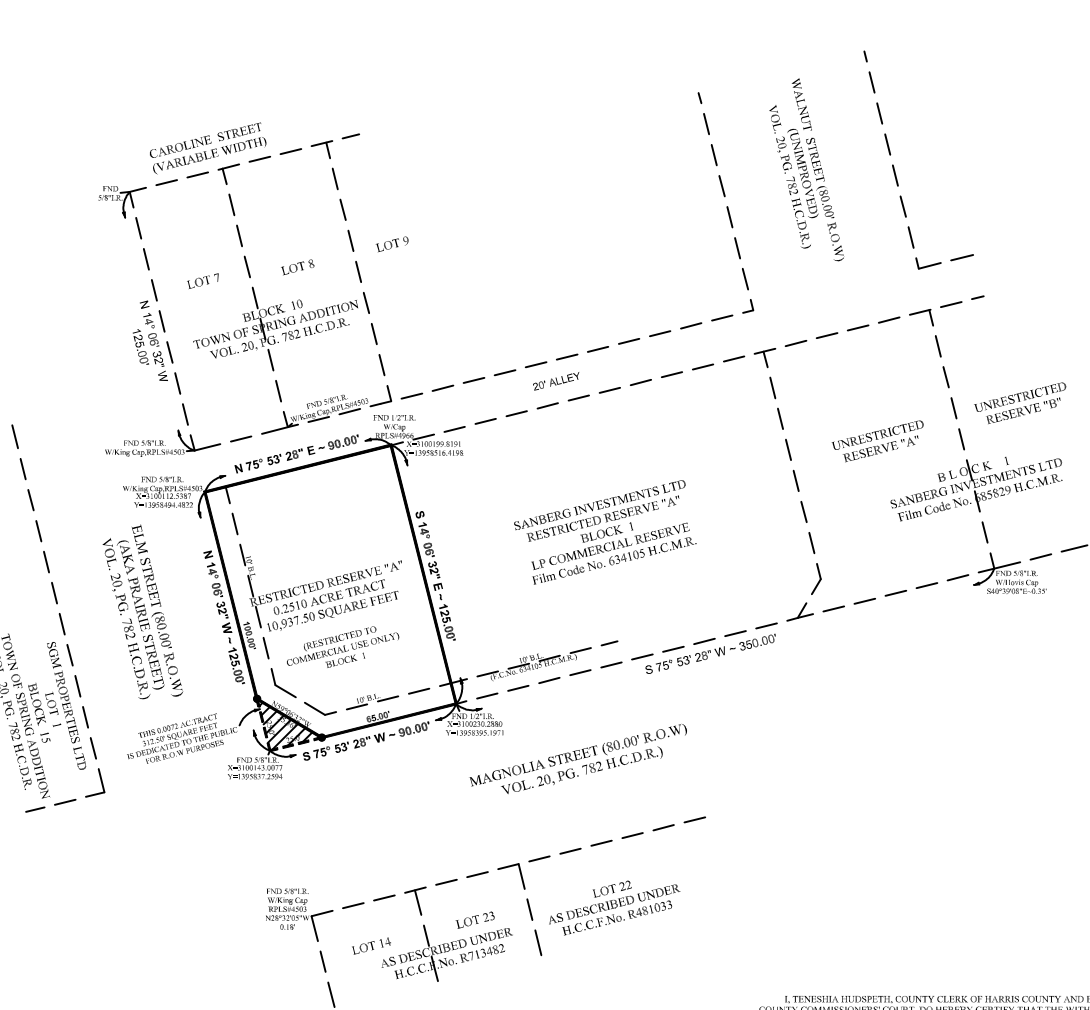 CAROLINE STREET
(VARIABLE WIDTH)
FND
5/8"I.R.
N 14° 06' 32" W
125.00'
LOT 7
LOT 8
LOT 9
BLOCK 10
TOWN OF SPRING ADDITION
VOL. 20, PG. 782 H.C.D.R.
WALNUT STREET (80.00' R.O.W)
(UNIMPROVED)
VOL. 20, PG. 782 H.C.D.R.)
20' ALLEY
FND 5/8"I.R.
W/King Cap,RPLS#4503
FND 5/8"I.R.
W/King Cap,RPLS#4503
FND 1/2"I.R.
W/Cap
RPLS#4966
X=3100199.8191
Y=13958516.4198
N 75° 53' 28" E ~ 90.00'
FND 5/8"I.R.
W/King Cap,RPLS#4503
X=3100112.5387
Y=13958494.4822
UNRESTRICTED
RESERVE "A"
UNRESTRICTED
RESERVE "B"
BLOCK 1
SANBERG INVESTMENTS LTD
Film Code No. 685829 H.C.M.R.
SANBERG INVESTMENTS LTD
RESTRICTED RESERVE "A"
BLOCK 1
LP COMMERCIAL RESERVE
Film Code No. 634105 H.C.M.R.
S 14° 06' 32" E ~ 125.00'
N 14° 06' 32" W ~ 125.00'
10' B.L.
100.00'
RESTRICTED RESERVE "A"
0.2510 ACRE TRACT
10,937.50 SQUARE FEET
(RESTRICTED TO
COMMERCIAL USE ONLY)
BLOCK 1
ELM STREET (80.00' R.O.W)
(AKA PRAIRIE STREET)
VOL. 20, PG. 782 H.C.D.R.)
SGM PROPERTIES LTD
LOT 1
BLOCK 15
TOWN OF SPRING ADDITION
20, PG. 782 H.C.D.R.
FND 5/8"I.R.
W/Hovis Cap
S40°39'08"E~0.35'
10' B.L.
(F.C.No. 634105 H.C.M.R.)
S 75° 53' 28" W ~ 350.00'
10' B.L.
65.00'
S 75° 53' 28" W ~ 90.00'
FND 1/2"I.R.
X=3100230.2880
Y=13958395.1971
THIS 0.0072 AC.TRACT
312.50' SQUARE FEET
IS DEDICATED TO THE PUBLIC
FOR R.O.W PURPOSES
FND 5/8"I.R.
X=3100143.0077
Y=1395837.2594
MAGNOLIA STREET (80.00' R.O.W)
VOL. 20, PG. 782 H.C.D.R.)
FND 5/8"I.R.
W/King Cap
RPLS#4503
N28°32'05"W
0.18'
LOT 14
LOT 23
AS DESCRIBED UNDER
H.C.C.F.No. R713482
LOT 22
AS DESCRIBED UNDER
H.C.C.F.No. R481033
I, TENESHIA HUDSPETH, COUNTY CLERK OF HARRIS COUNTY AND
COUNTY COMMISSIONERS' COURT, DO HEREBY CERTIFY THAT THE